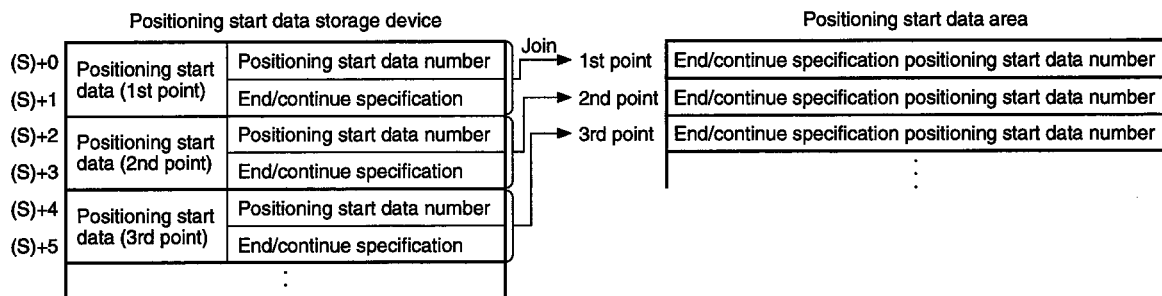 Positioning start data storage device
Positioning start data area
(S)+0
Positioning start
data (1st point)
Positioning start data number
Join
1st point
End/continue specification positioning start data number
(S)+1
End/continue specification
2nd point
End/continue specification positioning start data number
(S)+2
Positioning start
data (2nd point)
Positioning start data number
3rd point
End/continue specification positioning start data number
(S)+3
End/continue specification
(S)+4
Positioning start
data (3rd point)
Positioning start data number
(S)+5
End/continue specification